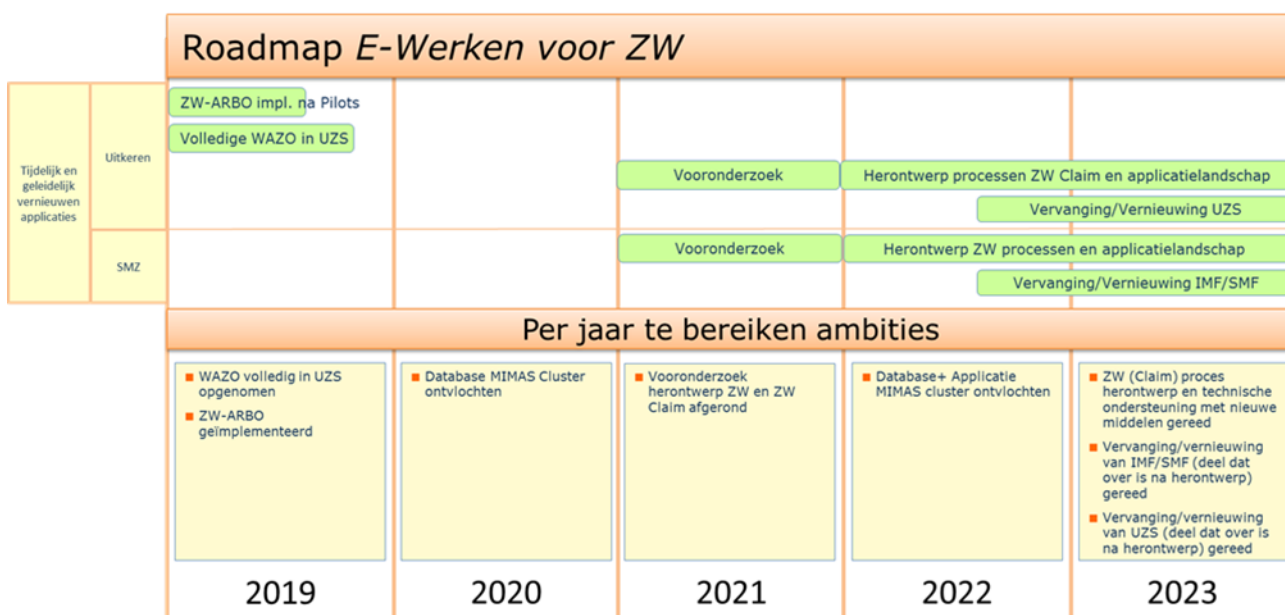 Roadmap E-Werken voor ZW
Tijdelijk en
geleidelijk
vernieuwen
applicaties
Uitkeren
ZW-ARBO impl. na Pilots
Volledige WAZO in UZS
Vooronderzoek
Herontwerp processen ZW Claim en applicatielandschap
Vervanging/Vernieuwing UZS
SMZ
Vooronderzoek
Herontwerp ZW processen en applicatielandschap
Vervanging/Vernieuwing IMF/SMF
Per jaar te bereiken ambities
WAZO volledig in UZS
opgenomen
ZW-ARBO
geïmplementeerd
Database MIMAS Cluster
ontvlochten
Vooronderzoek
herontwerp ZW en ZW
Claim afgerond
Database+ Applicatie
MIMAS cluster ontvlochten
ZW (Claim) proces
herontwerp en technische
ondersteuning met nieuwe
middelen gereed
Vervanging/vernieuwing
van IMF/SMF (deel dat
over is na herontwerp)
gereed
Vervanging/vernieuwing
van UZS (deel dat over is
na herontwerp) gereed
2019
2020
2021
2022
2023